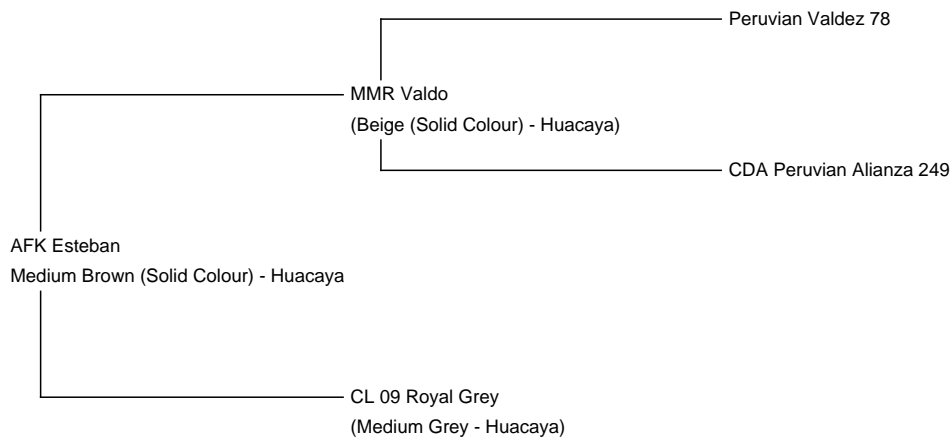 Peruvian Valdez 78
MMR Valdo
(Beige (Solid Colour) - Huacaya)
CDA Peruvian Alianza 249
AFK Esteban
Medium Brown (Solid Colour) - Huacaya
CL 09 Royal Grey
(Medium Grey - Huacaya)